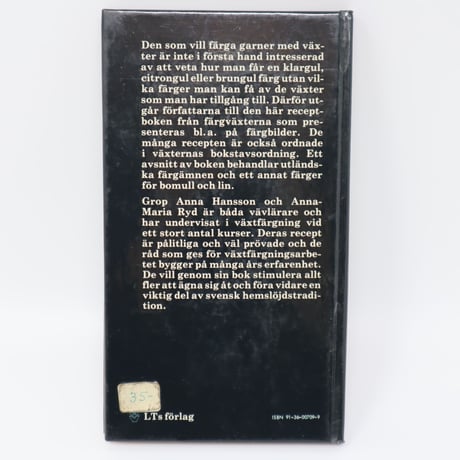 Den som vill färga garner med väx-
ter är inte i första hand intresserad
av att veta hur man får en klargul,
citrongul eller brungul färg utan vil-
ka färger man kan få av de växter
som man har tillgång till. Därför ut-
går författarna till den här recept-
boken från färgväxterna som pre-
senteras bl.a. på färgbilder. De
många recepten är också ordnade
i växternas bokstavsordning. Ett
avsnitt av boken behandlar utländs-
ka färgämnen och ett annat färger
för bomull och lin.
Grop Anna Hansson och Anna-
Maria Ryd är båda vävlärare och
har undervisat i växtfärgning vid
ett stort antal kurser. Deras recept
är pålitliga och väl prövade och de
råd som ges för växtfärgningsarbe-
tet bygger på många års erfarenhet.
De vill genom sin bok stimulera allt
fler att ägna sig åt och föra vidare en
viktig del av svensk hemslöjdstradi-
tion.
35-
LTs förlag
ISBN 91-36-00709-9